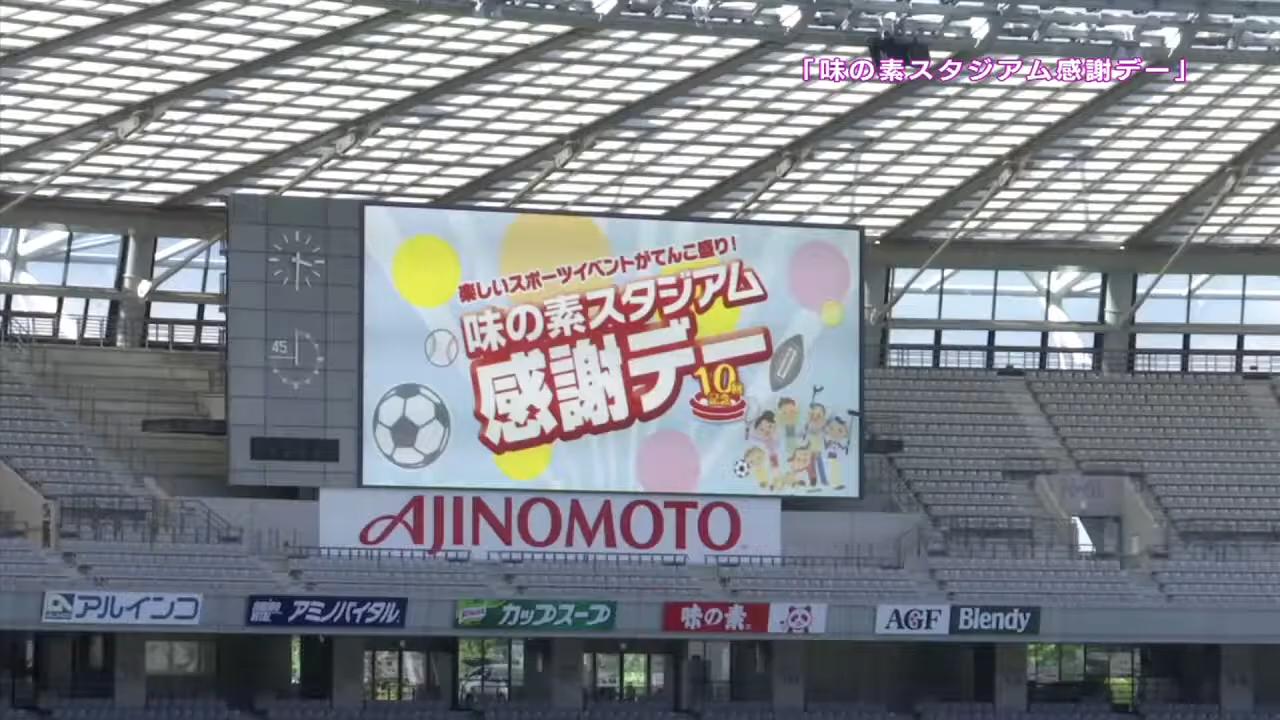 「味の素スタジアム感謝デー」
楽しいスポーツイベントがてんこ盛り!
味の素スタジアム
感謝デー
10回
記念
45
AJINOMOTO
アルインコ
アミノバイタル
Knorr カップスープ
味の素
AGF Blendy